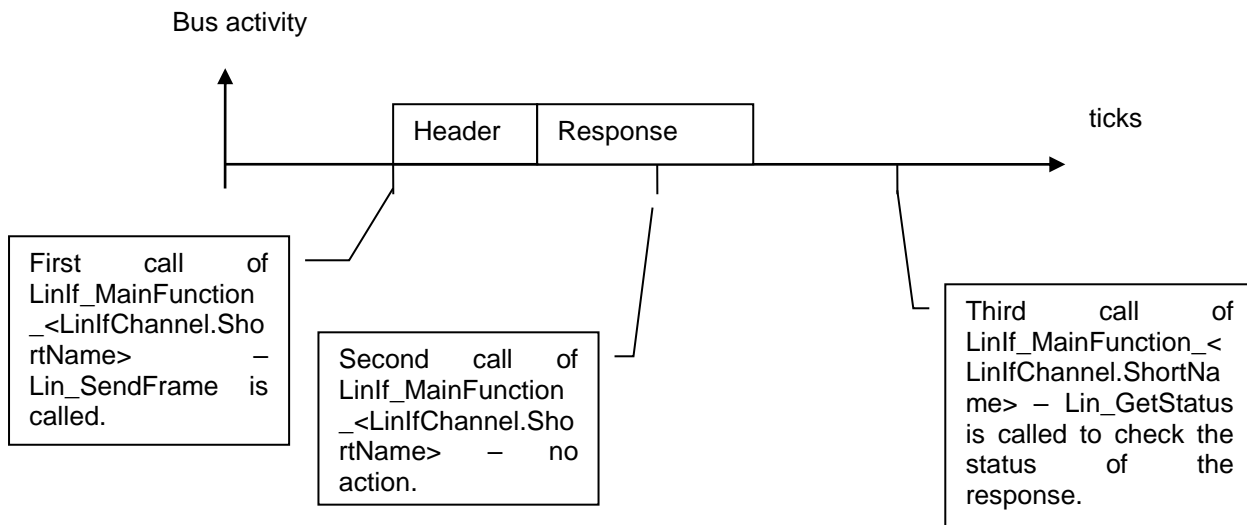 Bus activity
ticks
Header
Response
First call of
LinIf_MainFunction
_<LinIfChannel.Sho
rtName> –
Lin_SendFrame is
called.
Second call of
LinIf_MainFunction
_<LinIfChannel.Sho
rtName> – no
action.
Third call of
LinIf_MainFunction_<
LinIfChannel.ShortNa
me> – Lin_GetStatus
is called to check the
status of the
response.